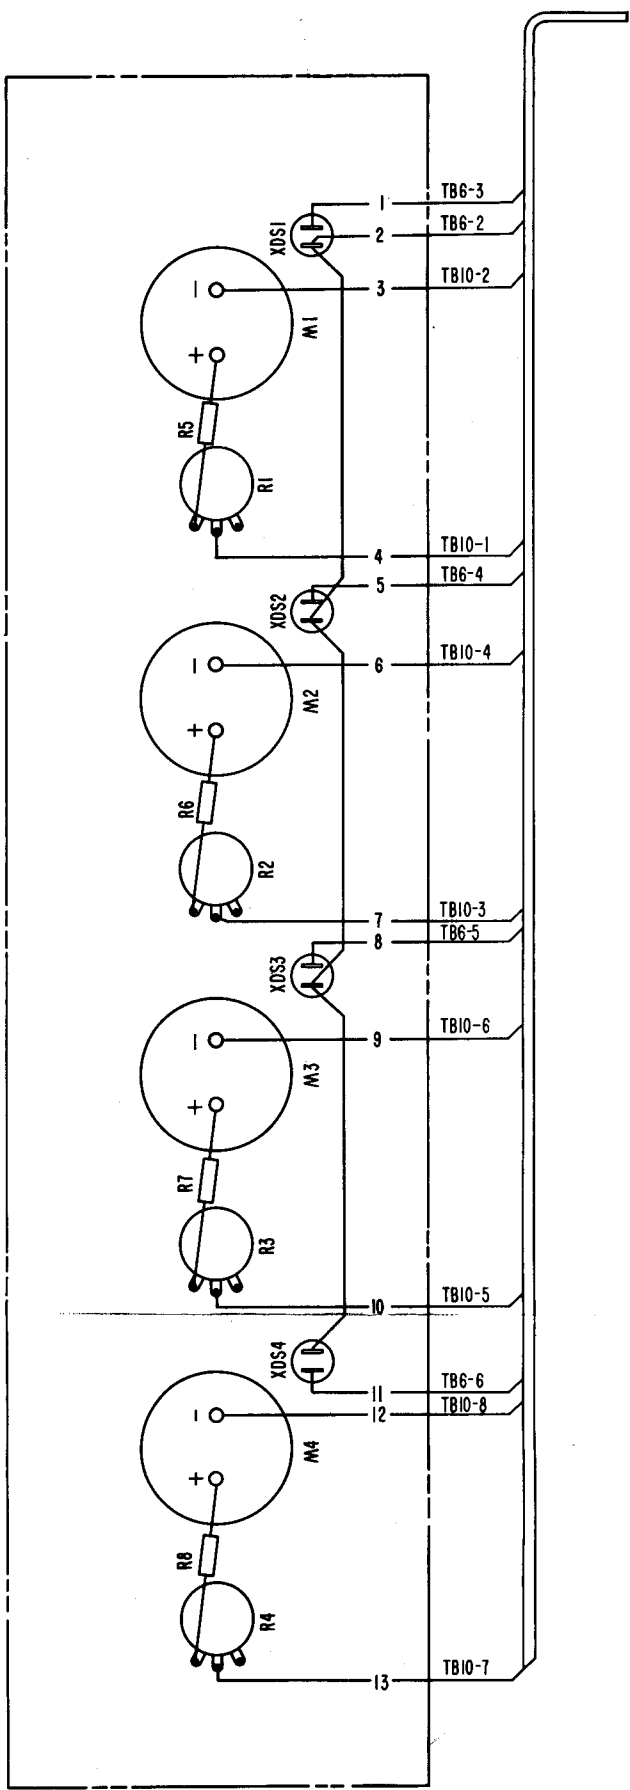 1 TB6-3
XDS1
2 TB6-2
3 TB10-2
−
M1
+
R5
R1
4 TB10-1
5 TB6-4
XDS2
−
6 TB10-4
M2
+
R6
R2
7 TB10-3
8 TB6-5
XDS3
−
9 TB10-6
M3
+
R7
R3
10 TB10-5
XDS4
11 TB6-6
−
12 TB10-8
M4
+
R8
R4
13 TB10-7